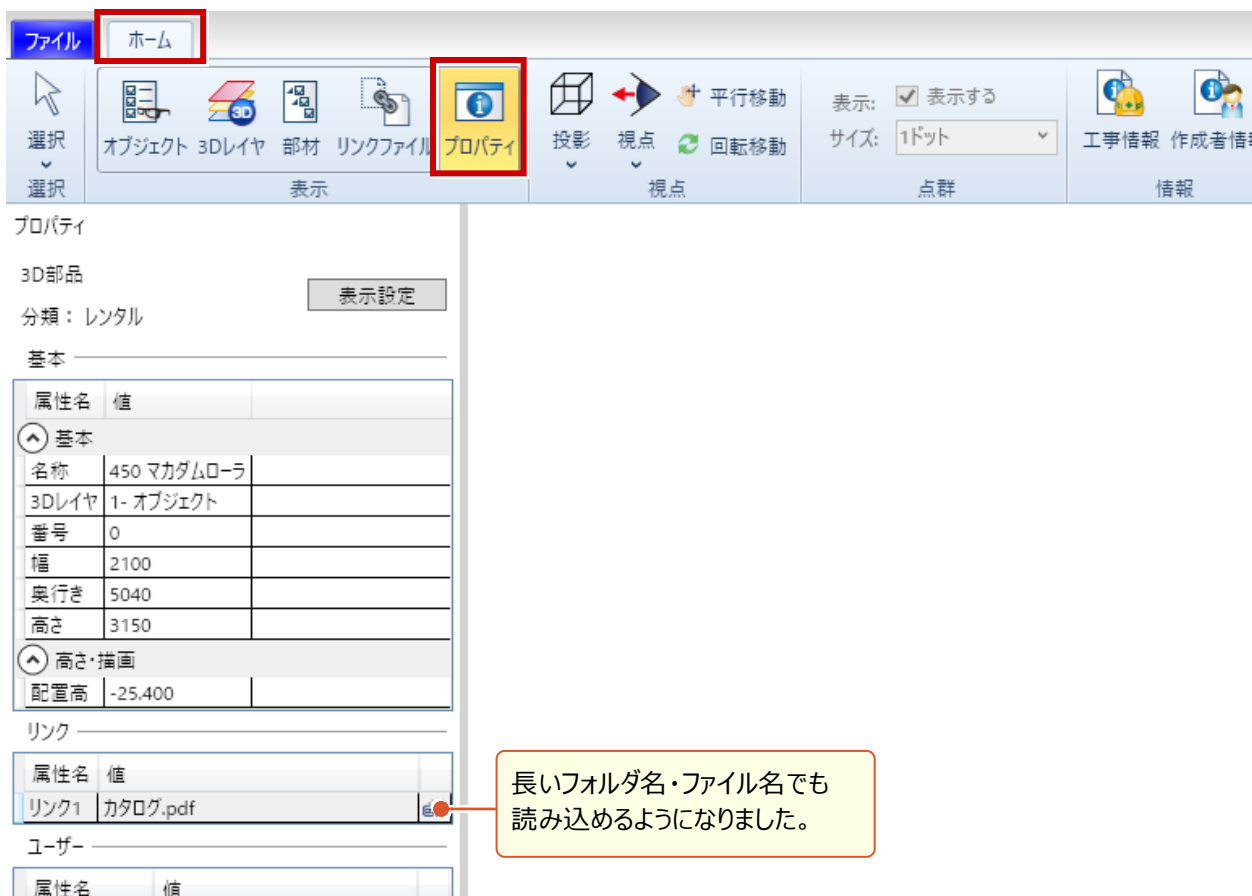 ファイル ホーム
選択 オブジェクト 3Dレイヤ 部材 リンクファイル プロパティ 投影 視点 平行移動 回転移動 表示: 表示する サイズ: 1ドット 工事情報 作成者情報
選択 表示 視点 点群 情報
プロパティ
3D部品
表示設定
分類： レンタル
基本
属性名 値
基本
名称 450 マカダムローラ
3Dレイヤ 1- オブジェクト
番号 0
幅 2100
奥行き 5040
高さ 3150
高さ・描画
配置高 -25.400
リンク
属性名 値
リンク1 カタログ.pdf
長いフォルダ名・ファイル名でも
読み込めるようになりました。
ユーザー
属性名 値